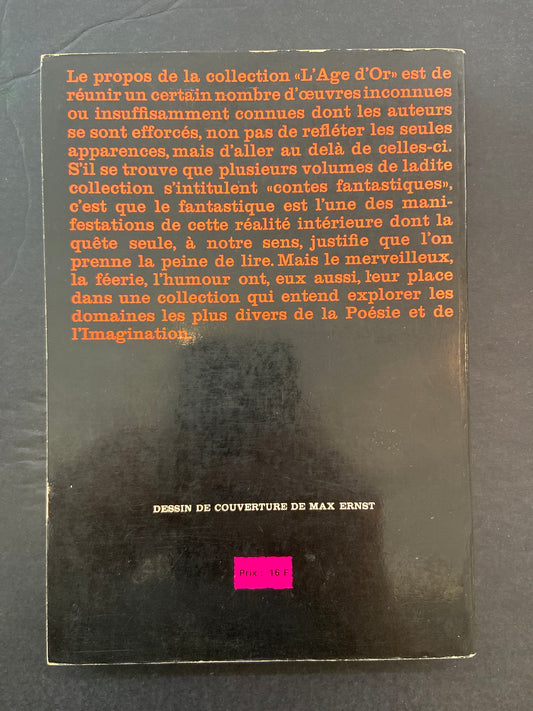 Le propos de la collection «L'Age d'Or» est de
réunir un certain nombre d'œuvres inconnues
ou insuffisamment connues dont les auteurs
se sont efforcés, non pas de refléter les seules
apparences, mais d'aller au delà de celles-ci.
S'il se trouve que plusieurs volumes de ladite
collection s'intitulent «contes fantastiques»,
c'est que le fantastique est l'une des mani-
festations de cette réalité intérieure dont la
quête seule, à notre sens, justifie que l'on
prenne la peine de lire. Mais le merveilleux,
la féerie, l'humour ont, eux aussi, leur place
dans une collection qui entend explorer les
domaines les plus divers de la Poésie et de
l'Imagination.
DESSIN DE COUVERTURE DE MAX ERNST
Prix : 16 F